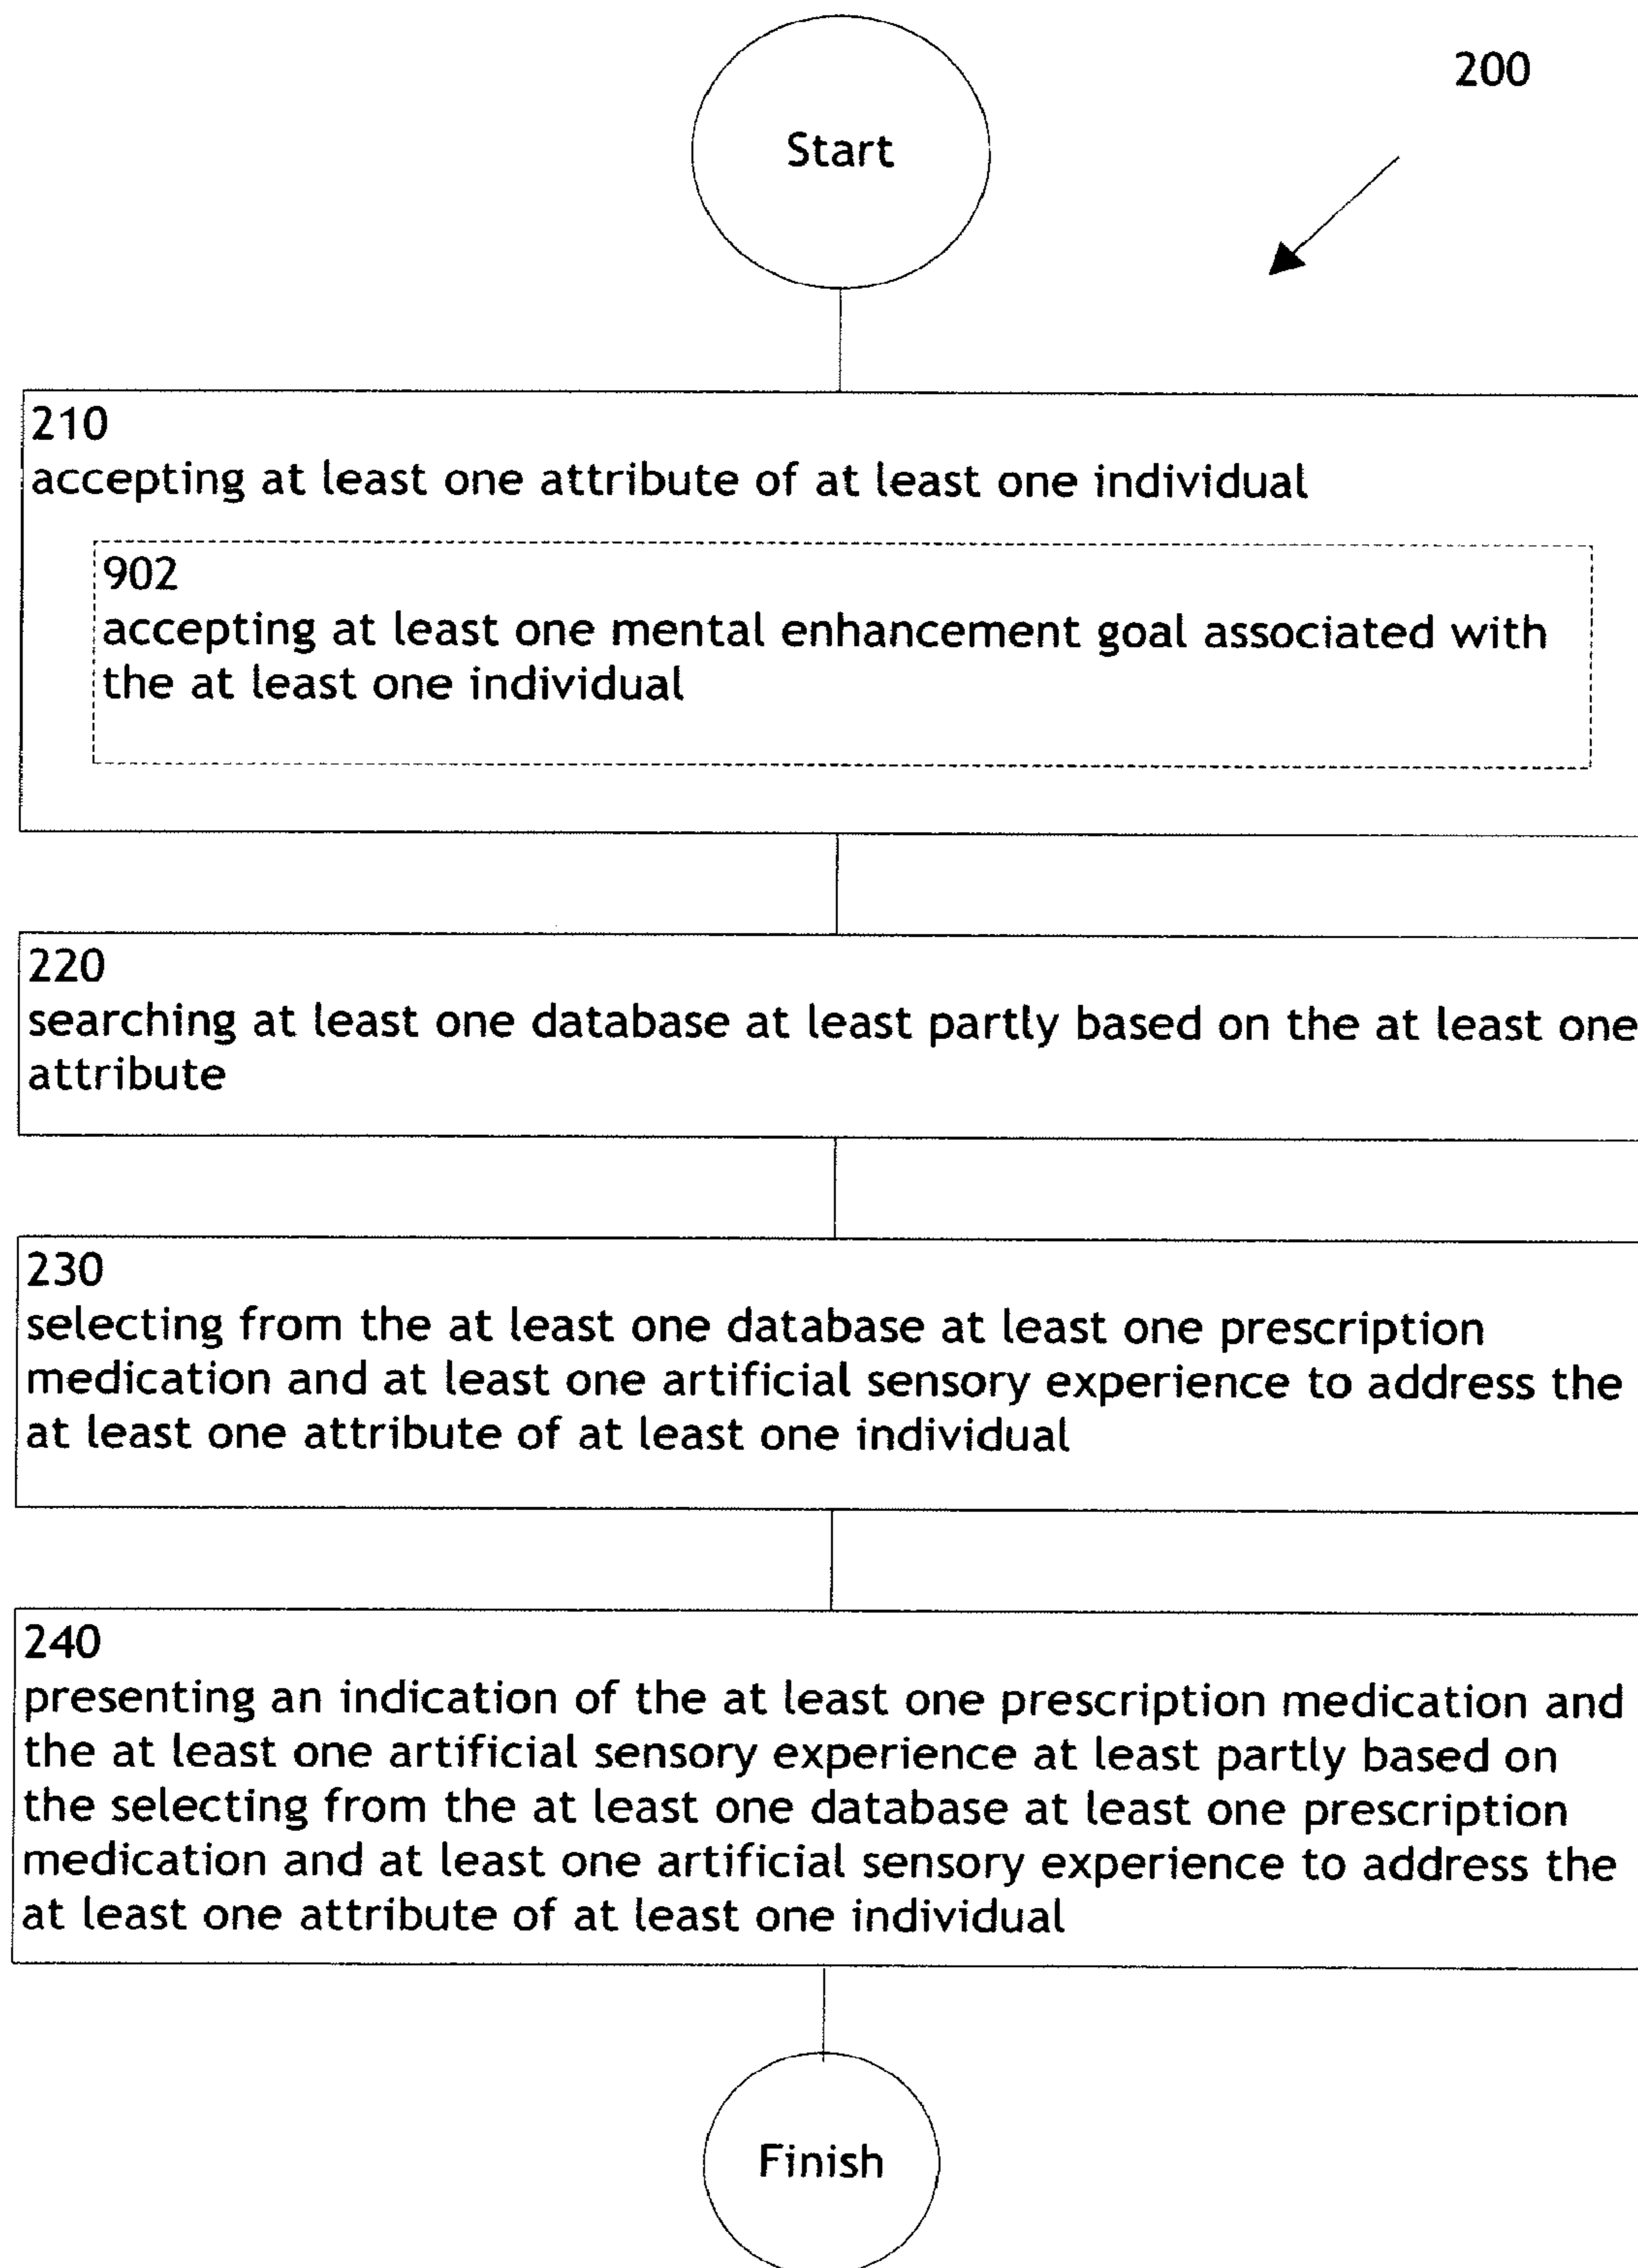 200
Start
210
accepting at least one attribute of at least one individual
902
accepting at least one mental enhancement goal associated with
the at least one individual
220
searching at least one database at least partly based on the at least one
attribute
230
selecting from the at least one database at least one prescription
medication and at least one artificial sensory experience to address the
at least one attribute of at least one individual
240
presenting an indication of the at least one prescription medication and
the at least one artificial sensory experience at least partly based on
the selecting from the at least one database at least one prescription
medication and at least one artificial sensory experience to address the
at least one attribute of at least one individual
Finish